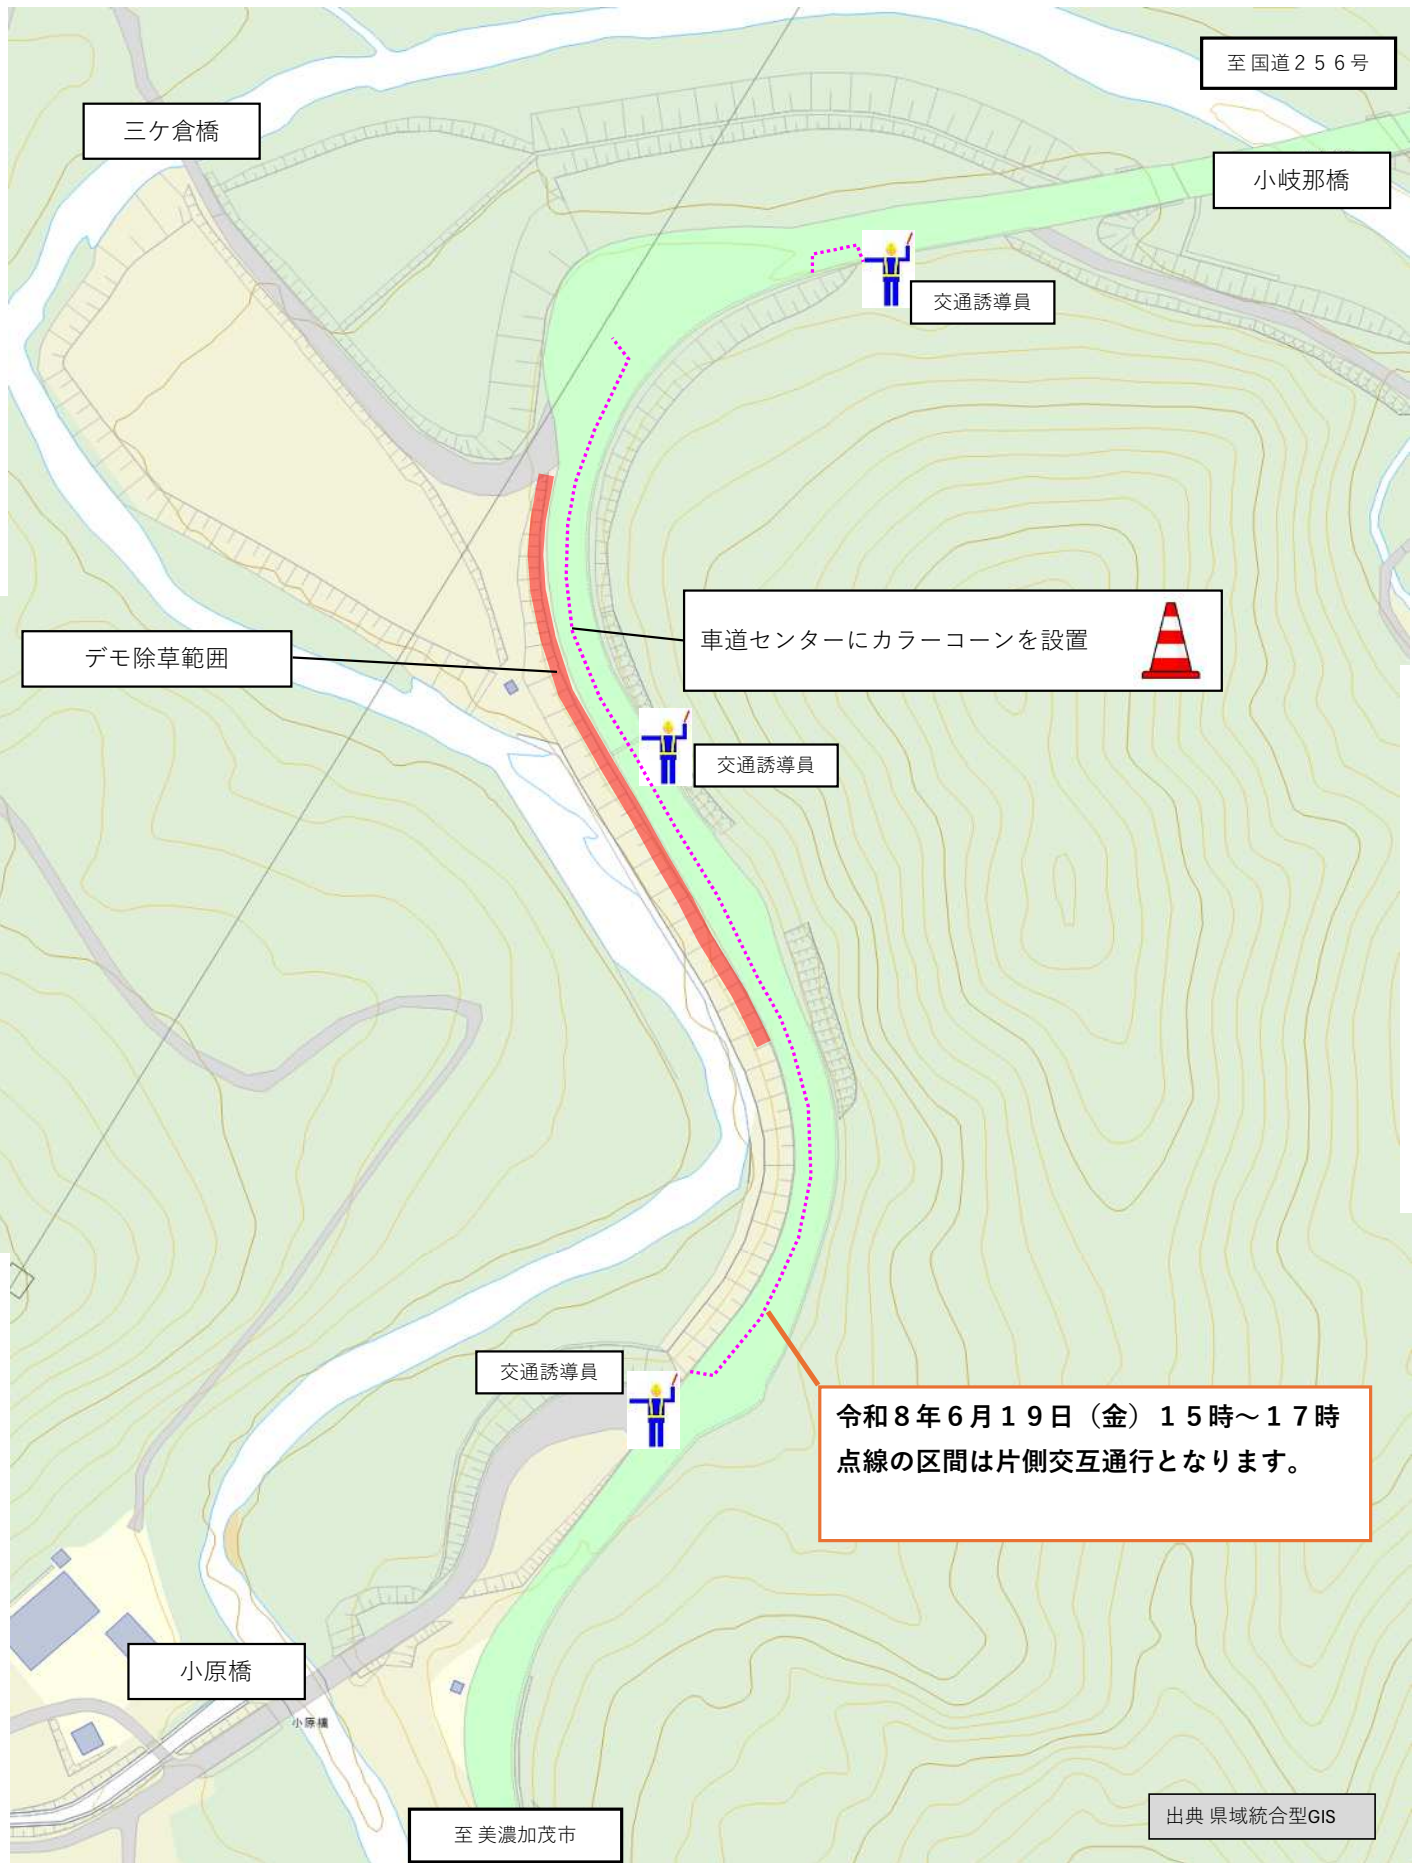 至 国道２５６号
三ケ倉橋
小岐那橋
交通誘導員
車道センターにカラーコーンを設置
デモ除草範囲
交通誘導員
交通誘導員
令和８年６月１９日（金）１５時～１７時
点線の区間は片側交互通行となります。
小原橋
小原橋
至 美濃加茂市
出典 県域統合型GIS